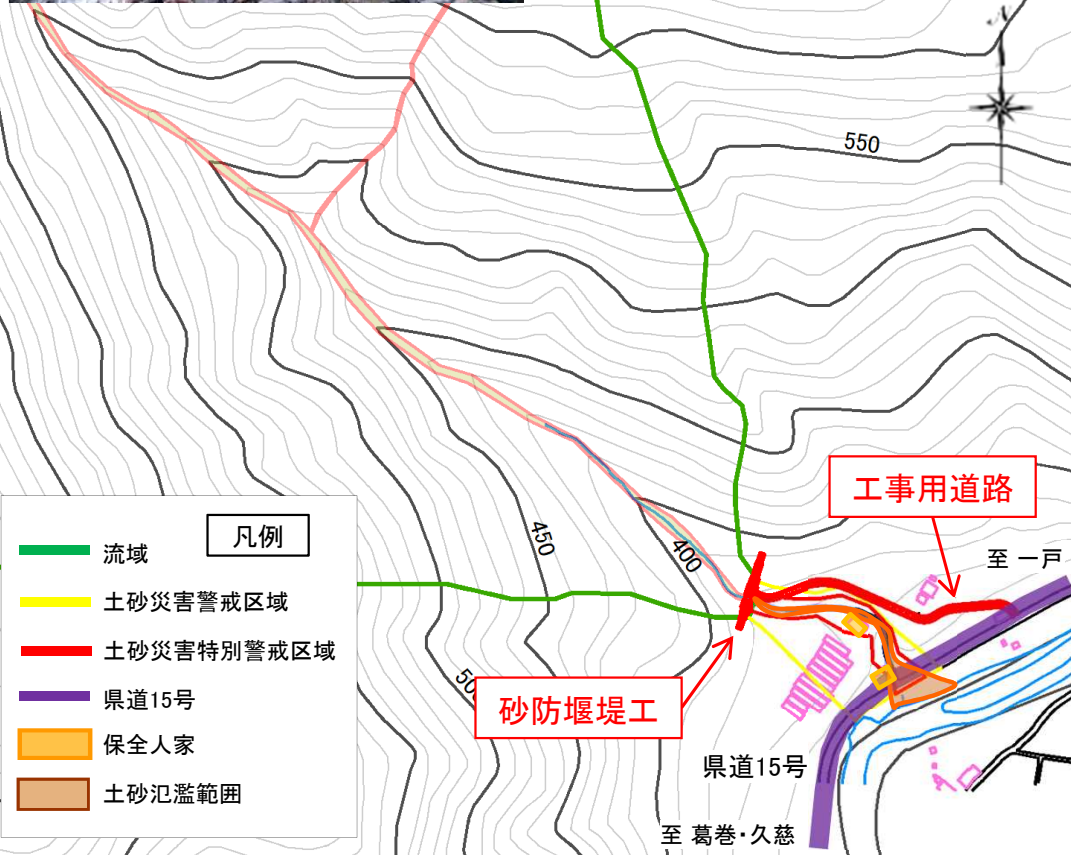 N
550
工事用道路
至 一戸
凡例
流域
土砂災害警戒区域
土砂災害特別警戒区域
県道15号
保全人家
土砂氾濫範囲
450
400
砂防堰堤工
県道15号
至 葛巻・久慈